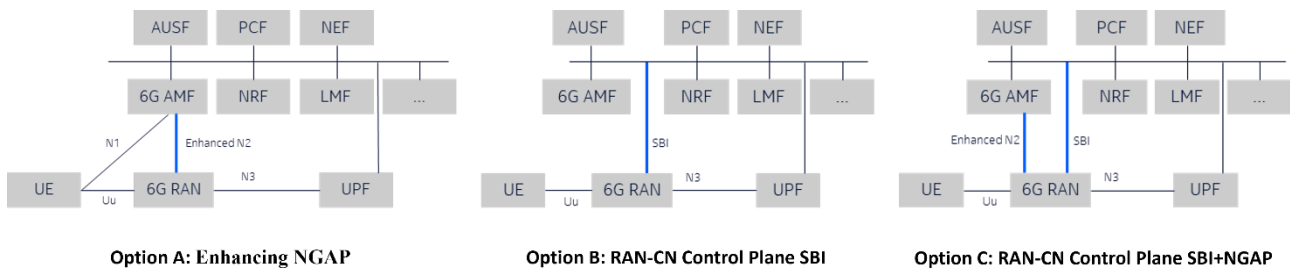 AUSF PCF NEF
6G AMF NRF LMF ...
N1 Enhanced N2
UE 6G RAN UPF
Uu N3
Option A: Enhancing NGAP
AUSF PCF NEF
6G AMF NRF LMF ...
SBI
UE 6G RAN UPF
Uu N3
Option B: RAN-CN Control Plane SBI
AUSF PCF NEF
6G AMF NRF LMF ...
Enhanced N2 SBI
UE 6G RAN UPF
Uu N3
Option C: RAN-CN Control Plane SBI+NGAP